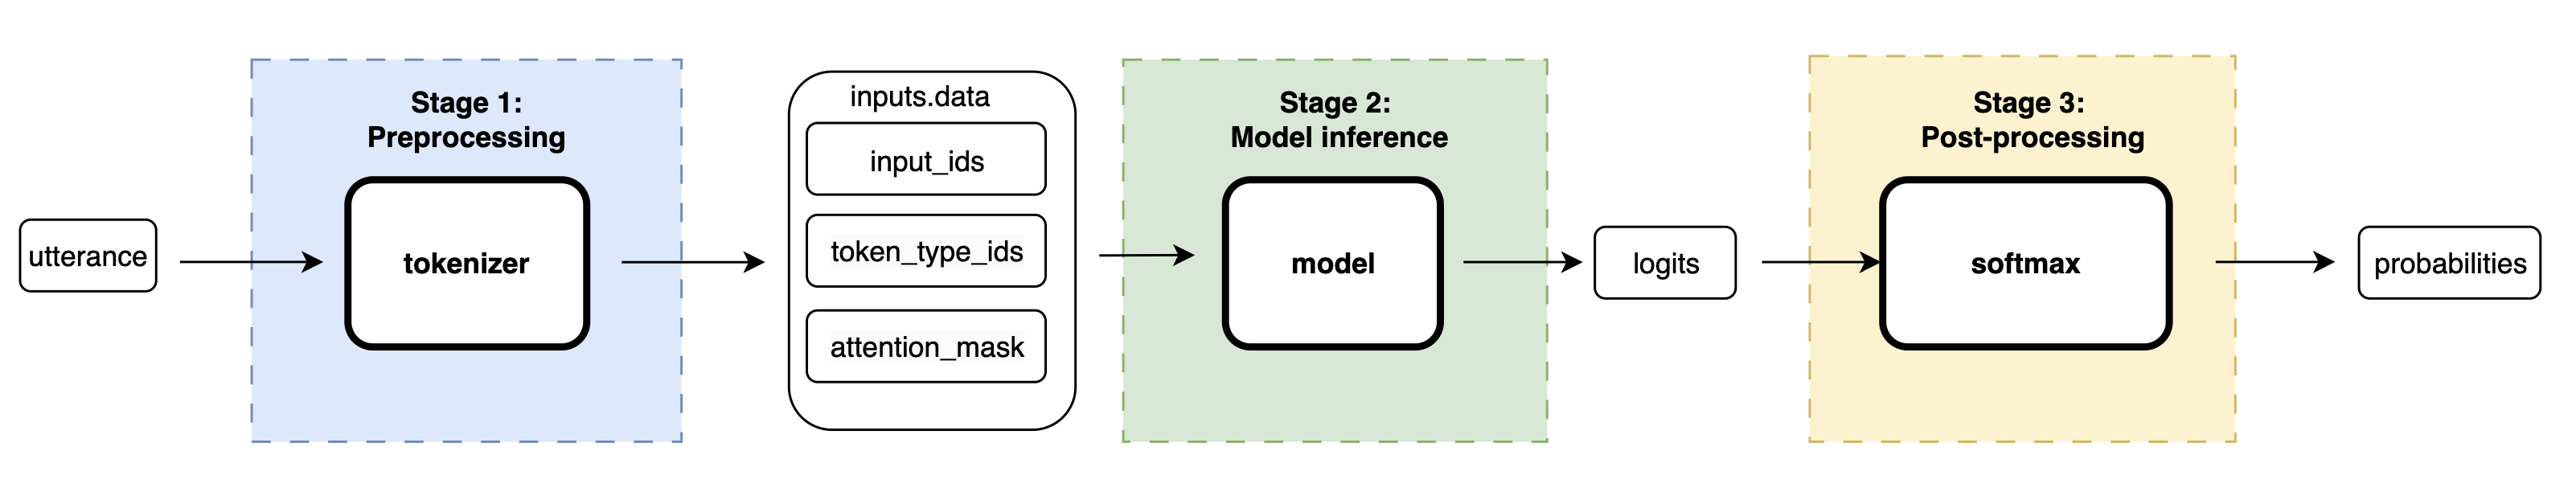 utterance
Stage 1:
Preprocessing
tokenizer
inputs.data
input_ids
token_type_ids
attention_mask
Stage 2:
Model inference
model
logits
Stage 3:
Post-processing
softmax
probabilities